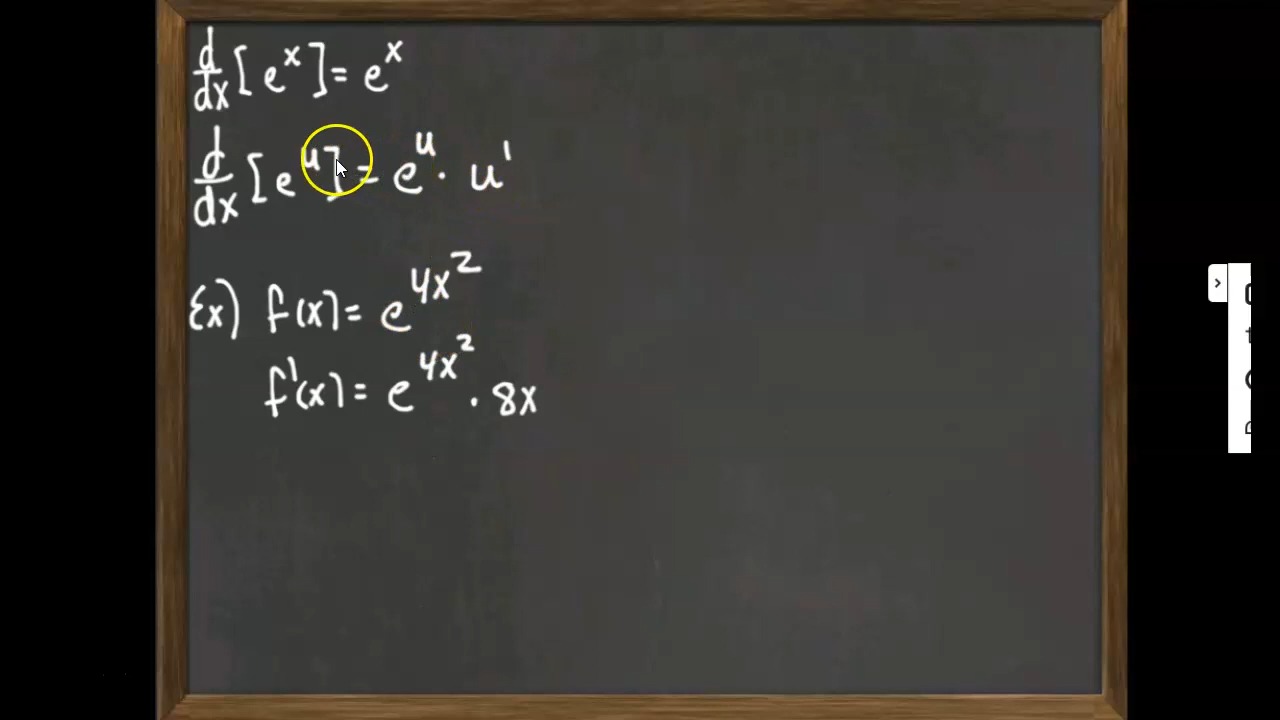 d/dx [e^x] = e^x
d/dx [e^u] = e^u · u'
Ex) f(x) = e^4x^2
f'(x) = e^4x^2 · 8x